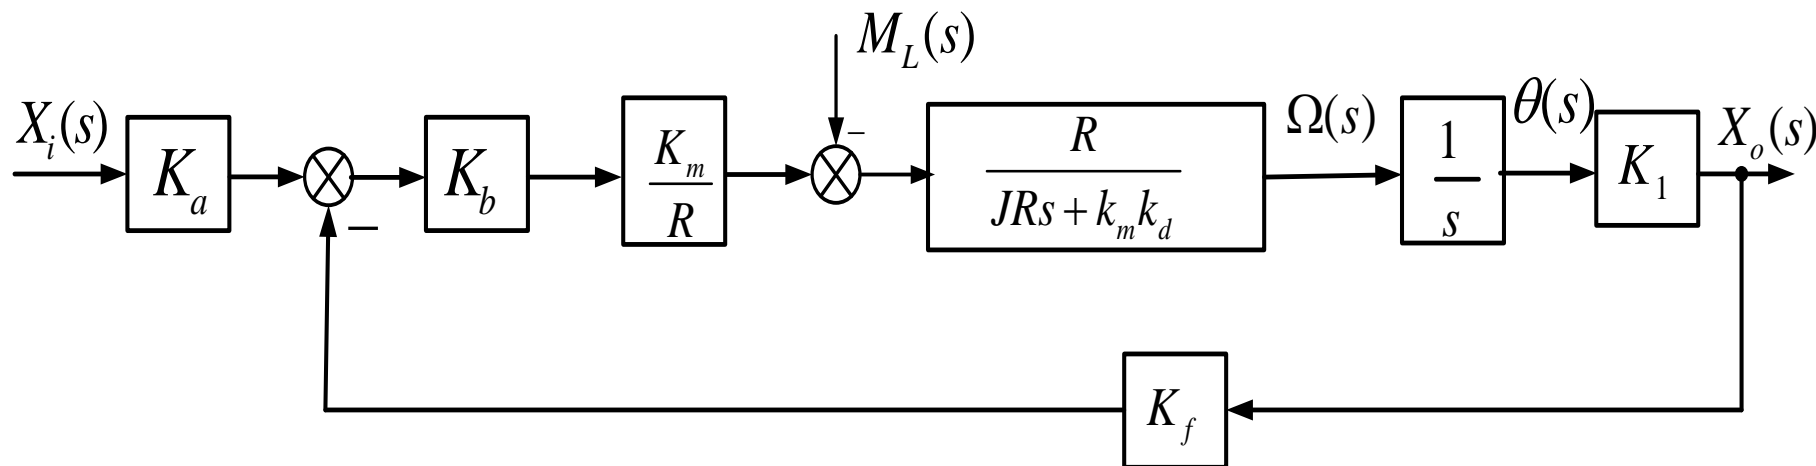 M_L(s)
X_i(s)
K_a
K_b
K_m
R
−
R
JRs + k_m k_d
Ω(s)
1
s
θ(s)
K_1
X_o(s)
−
K_f